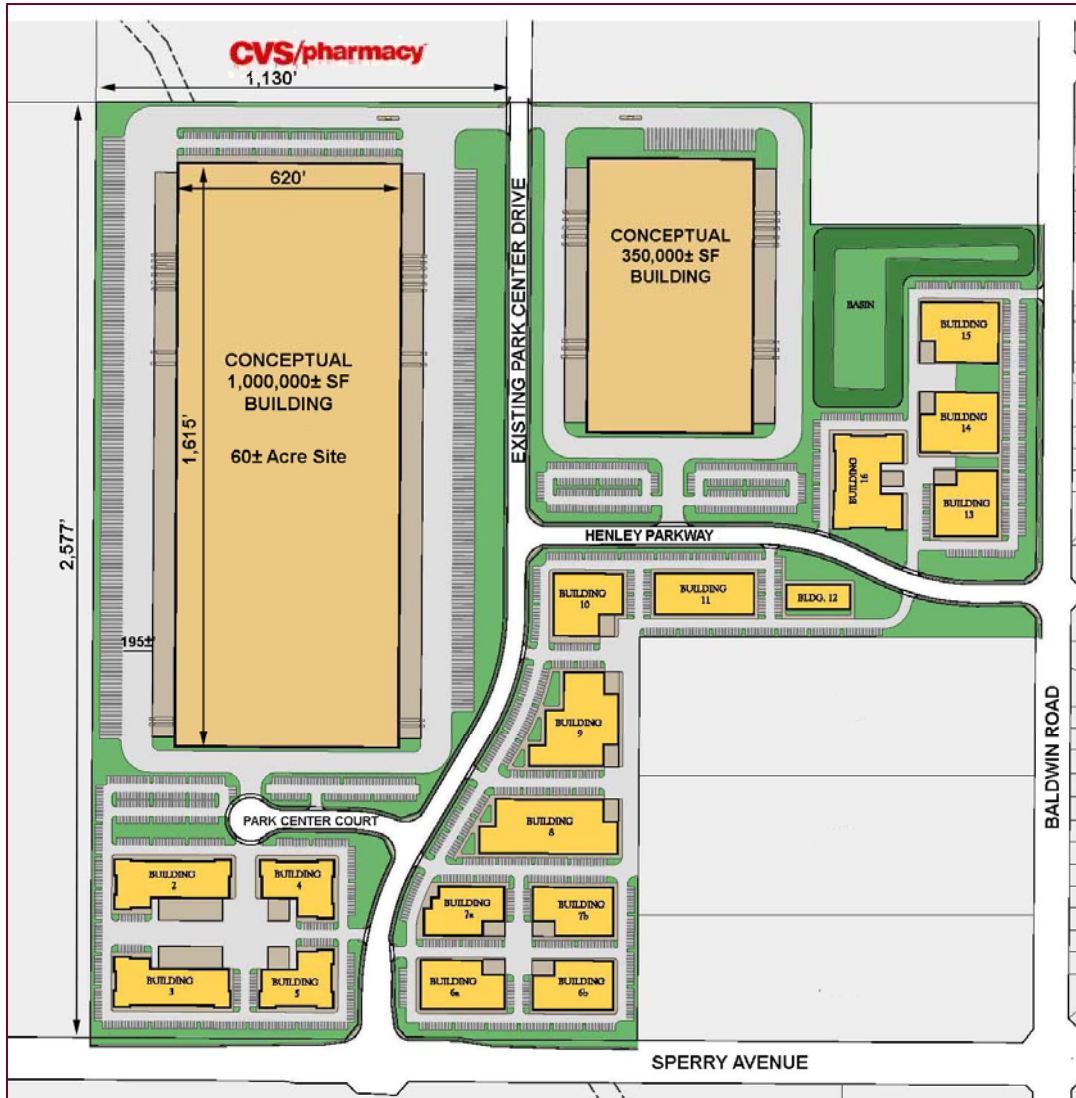 CVS/pharmacy
1,130'
620'
EXISTING PARK CENTER DRIVE
CONCEPTUAL
350,000± SF
BUILDING
BASIN
BUILDING
15
CONCEPTUAL
1,000,000± SF
BUILDING
60± Acre Site
1,615'
2,577'
195±'
BUILDING
14
BUILDING
16
BUILDING
13
HENLEY PARKWAY
BUILDING
10
BUILDING
11
BLDG. 12
BUILDING
9
BALDWIN ROAD
PARK CENTER COURT
BUILDING
8
BUILDING
2
BUILDING
4
BUILDING
7a
BUILDING
7b
BUILDING
3
BUILDING
5
BUILDING
6a
BUILDING
6b
SPERRY AVENUE